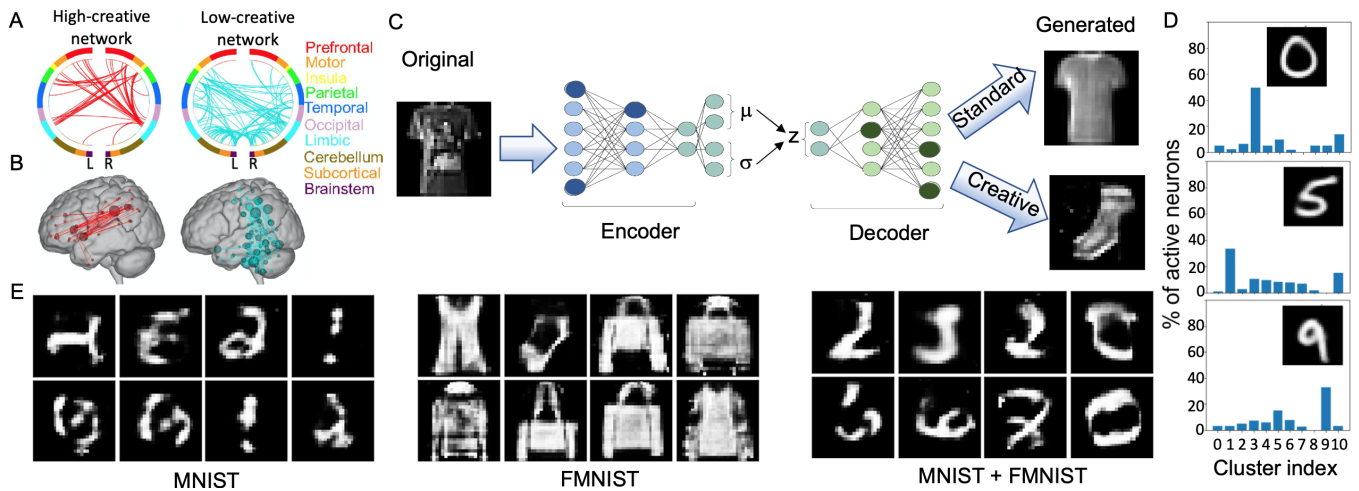 A
High-creative
network
Low-creative
network
Prefrontal
Motor
Insula
Parietal
Temporal
Occipital
Limbic
Cerebellum
Subcortical
Brainstem
L R
L R
B
C
Original
Encoder
μ
σ
z
Decoder
Standard
Creative
Generated
D
% of active neurons
80
60
40
20
0
80
60
40
20
0
80
60
40
20
0
0 1 2 3 4 5 6 7 8 9 10
Cluster index
E
MNIST
FMNIST
MNIST + FMNIST